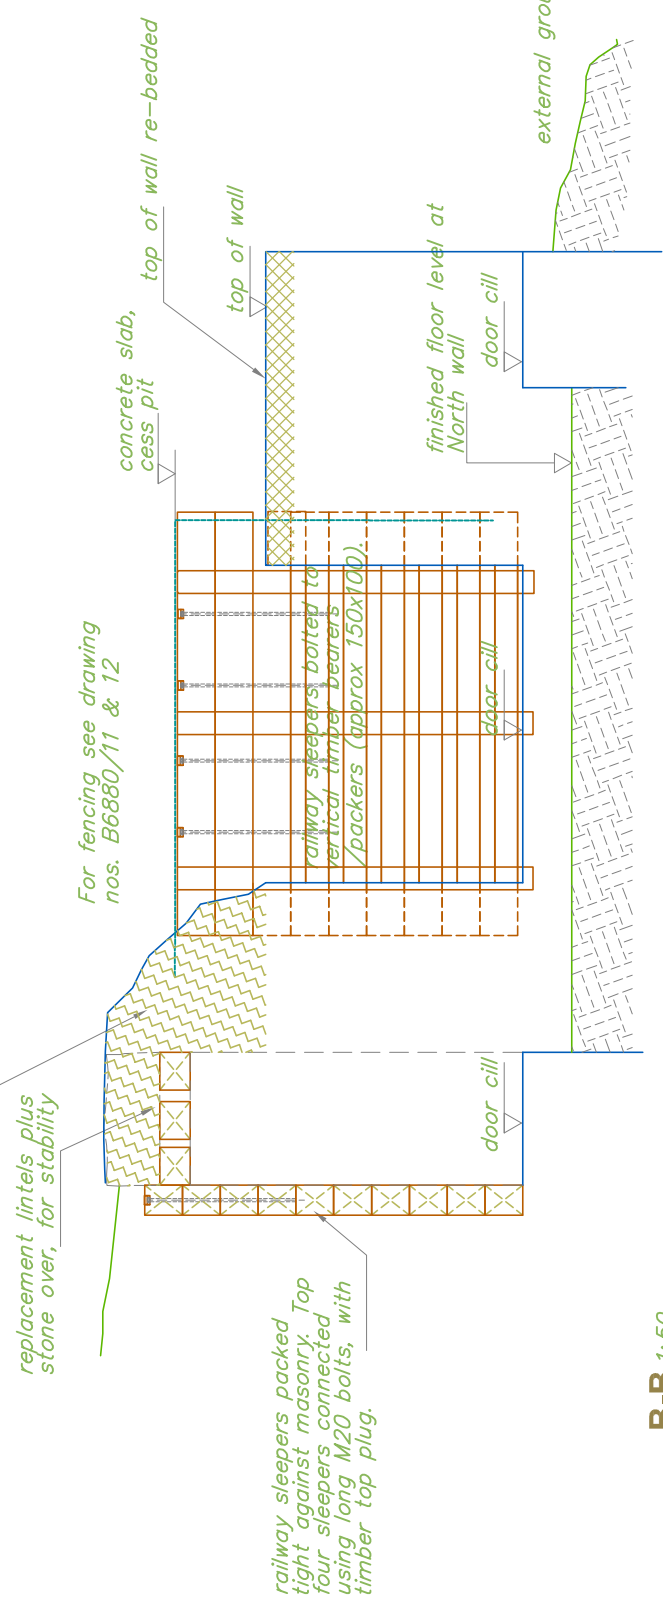 replacement lintels plus
stone over, for stability
For fencing see drawing
nos. B6880/11 & 12
concrete slab,
cess pit
top of wall re-bedded
top of wall
railway sleepers packed
tight against masonry. Top
four sleepers connected
using long M20 bolts, with
timber top plug.
railway sleepers bolted to
vertical timber bearers
/packers (approx 150x100).
finished floor level at
North wall
door cill
door cill
door cill
external
B-B 1:50